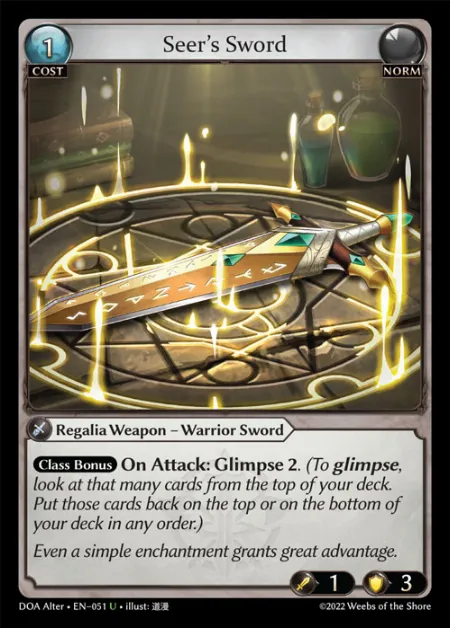 1
Seer's Sword
COST
NORM
Regalia Weapon – Warrior Sword
Class Bonus On Attack: Glimpse 2. (To glimpse,
look at that many cards from the top of your deck.
Put those cards back on the top or on the bottom of
your deck in any order.)
Even a simple enchantment grants great advantage.
1
3
DOA Alter • EN-051 U • illust: 道漫
©2022 Weebs of the Shore